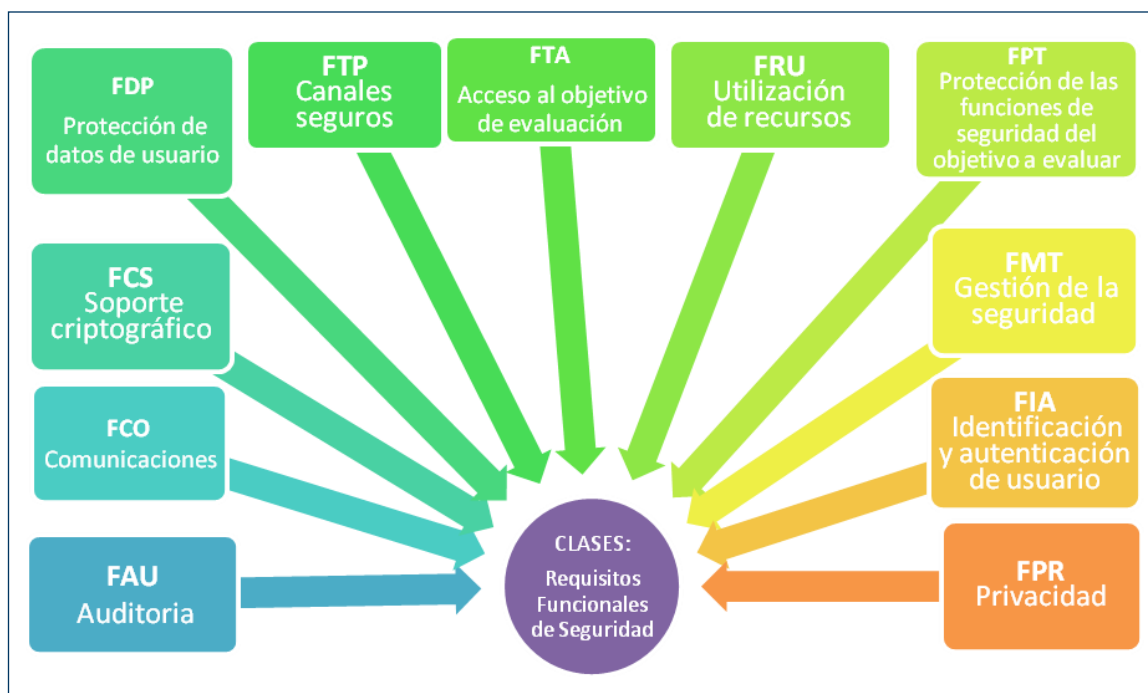 FDP
Protección de
datos de usuario
FTP
Canales
seguros
FTA
Acceso al objetivo
de evaluación
FRU
Utilización
de recursos
FPT
Protección de las
funciones de
seguridad del
objetivo a evaluar
FCS
Soporte
criptográfico
FMT
Gestión de la
seguridad
FCO
Comunicaciones
FIA
Identificación
y autenticación
de usuario
FAU
Auditoria
CLASES:
Requisitos
Funcionales
de Seguridad
FPR
Privacidad